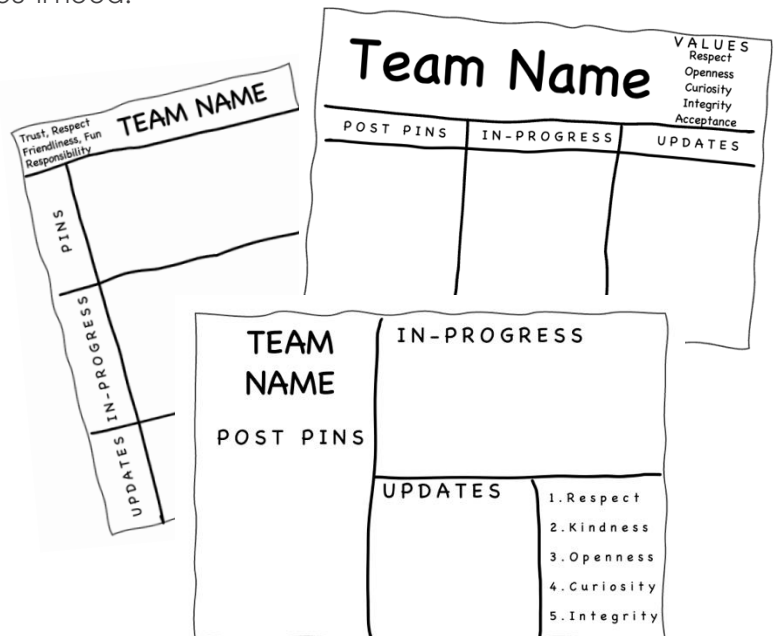 Trust, Respect
Friendliness, Fun
Responsibility
TEAM NAME
PINS
IN-PROGRESS
UPDATES
Team Name
VALUES
Respect
Openness
Curiosity
Integrity
Acceptance
POST PINS
IN-PROGRESS
UPDATES
TEAM
NAME
POST PINS
IN-PROGRESS
UPDATES
1.Respect
2.Kindness
3.Openness
4.Curiosity
5.Integrity